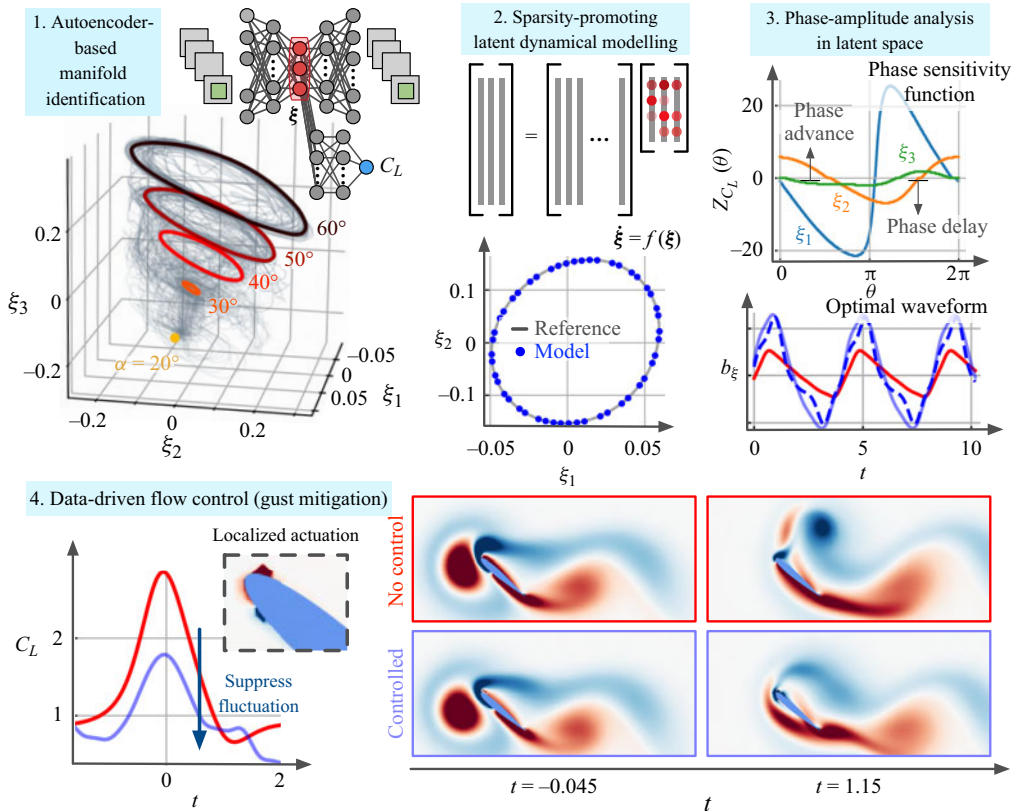 1. Autoencoder-
based
manifold
identification
ξ
C_L
60°
50°
40°
30°
α = 20°
0.2
0
−0.2
ξ₃
−0.2
0
0.2
ξ₂
−0.05
0
0.05
ξ₁
2. Sparsity-promoting
latent dynamical modelling
=
...
ξ̇ = f(ξ)
0.1
0
−0.1
ξ₂
Reference
Model
−0.05
0
0.05
ξ₁
3. Phase-amplitude analysis
in latent space
Phase sensitivity
function
Phase
advance
ξ₃
ξ₂
ξ₁
Phase delay
20
0
−20
Z_{C_L}(θ)
0
π
2π
θ
Optimal waveform
b_ξ
0
5
10
t
4. Data-driven flow control (gust mitigation)
Localized actuation
C_L
2
1
Suppress
fluctuation
0
2
t
No control
Controlled
t = −0.045
t = 1.15
t